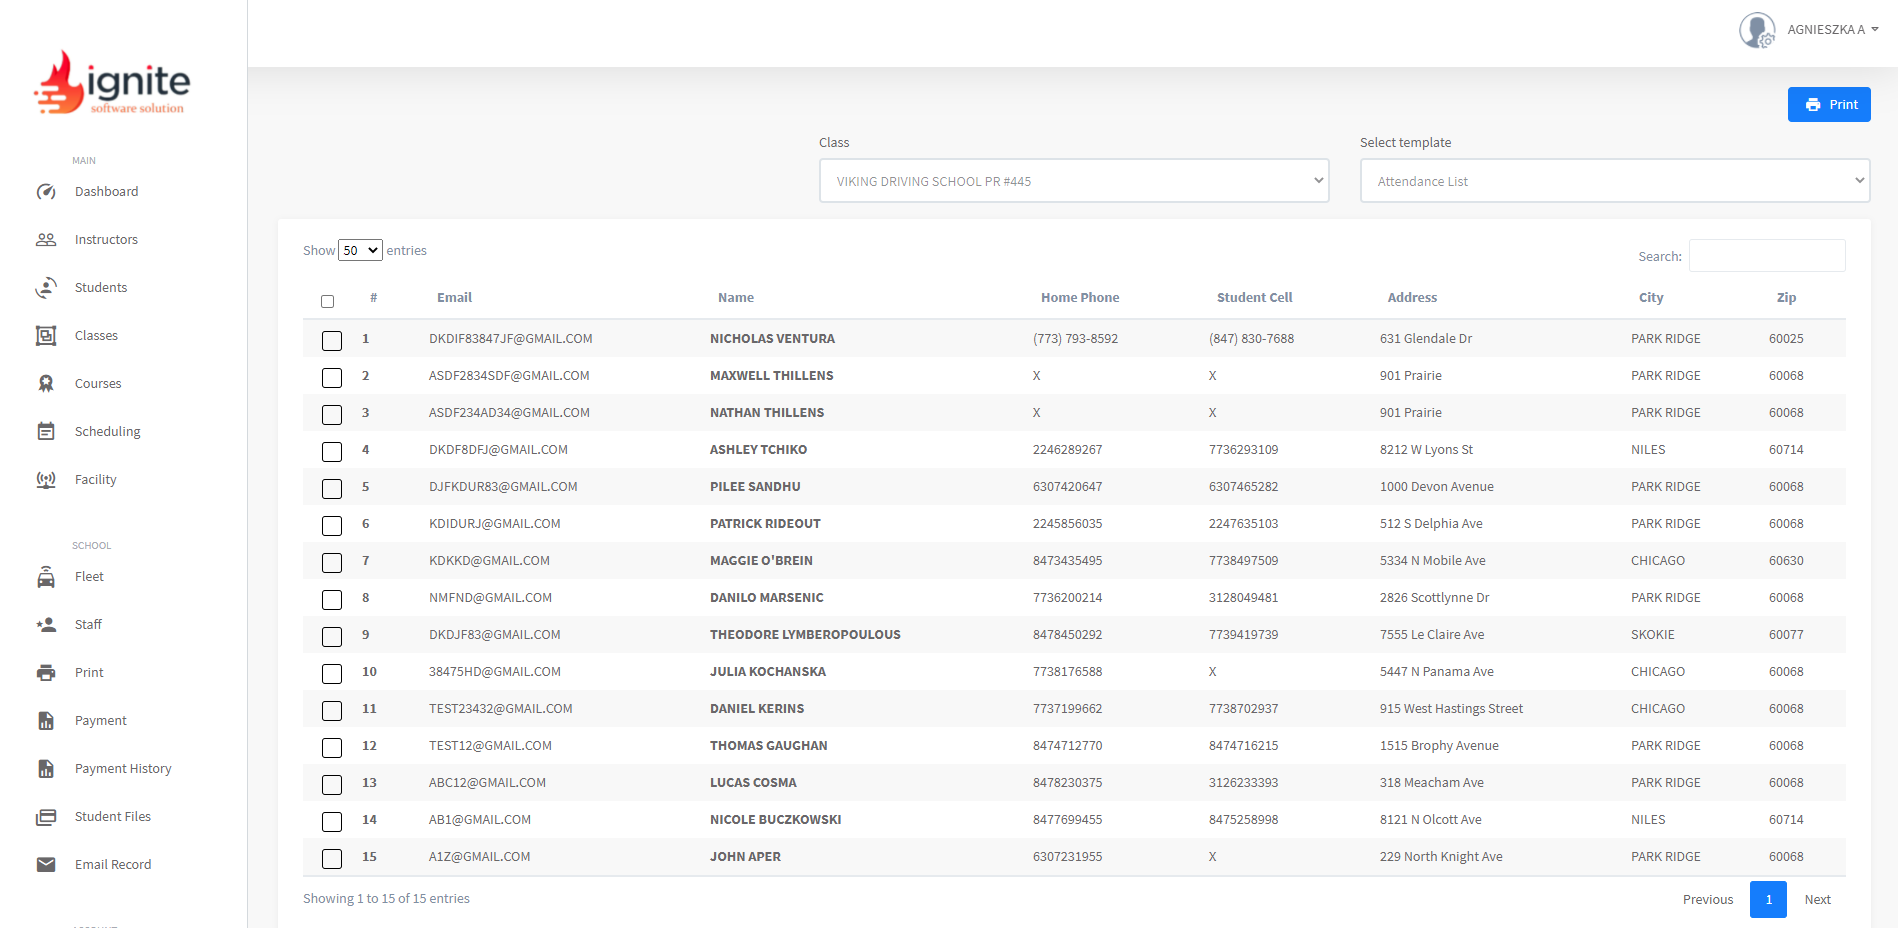 AGNIESZKA A
ignite
software solution
Print
MAIN
Dashboard
Instructors
Students
Classes
Courses
Scheduling
Facility
SCHOOL
Fleet
Staff
Print
Payment
Payment History
Student Files
Email Record
Class Select template
VIKING DRIVING SCHOOL PR #445 Attendance List
Show 50 entries Search:
# Email Name Home Phone Student Cell Address City Zip
1 DKDIF83847JF@GMAIL.COM NICHOLAS VENTURA (773) 793-8592 (847) 830-7688 631 Glendale Dr PARK RIDGE 60025
2 ASDF2834SDF@GMAIL.COM MAXWELL THILLENS X X 901 Prairie PARK RIDGE 60068
3 ASDF234AD34@GMAIL.COM NATHAN THILLENS X X 901 Prairie PARK RIDGE 60068
4 DKDF8DFJ@GMAIL.COM ASHLEY TCHIKO 2246289267 7736293109 8212 W Lyons St NILES 60714
5 DJFKDUR83@GMAIL.COM PILEE SANDHU 6307420647 6307465282 1000 Devon Avenue PARK RIDGE 60068
6 KDIDURJ@GMAIL.COM PATRICK RIDEOUT 2245856035 2247635103 512 S Delphia Ave PARK RIDGE 60068
7 KDKKD@GMAIL.COM MAGGIE O'BREIN 8473435495 7738497509 5334 N Mobile Ave CHICAGO 60630
8 NMFND@GMAIL.COM DANILO MARSENIC 7736200214 3128049481 2826 Scottlynne Dr PARK RIDGE 60068
9 DKDJF83@GMAIL.COM THEODORE LYMBEROPOULOUS 8478450292 7739419739 7555 Le Claire Ave SKOKIE 60077
10 38475HD@GMAIL.COM JULIA KOCHANSKA 7738176588 X 5447 N Panama Ave CHICAGO 60068
11 TEST23432@GMAIL.COM DANIEL KERINS 7737199662 7738702937 915 West Hastings Street CHICAGO 60068
12 TEST12@GMAIL.COM THOMAS GAUGHAN 8474712770 8474716215 1515 Brophy Avenue PARK RIDGE 60068
13 ABC12@GMAIL.COM LUCAS COSMA 8478230375 3126233393 318 Meacham Ave PARK RIDGE 60068
14 AB1@GMAIL.COM NICOLE BUCZKOWSKI 8477699455 8475258998 8121 N Olcott Ave NILES 60714
15 A1Z@GMAIL.COM JOHN APER 6307231955 X 229 North Knight Ave PARK RIDGE 60068
Showing 1 to 15 of 15 entries Previous 1 Next